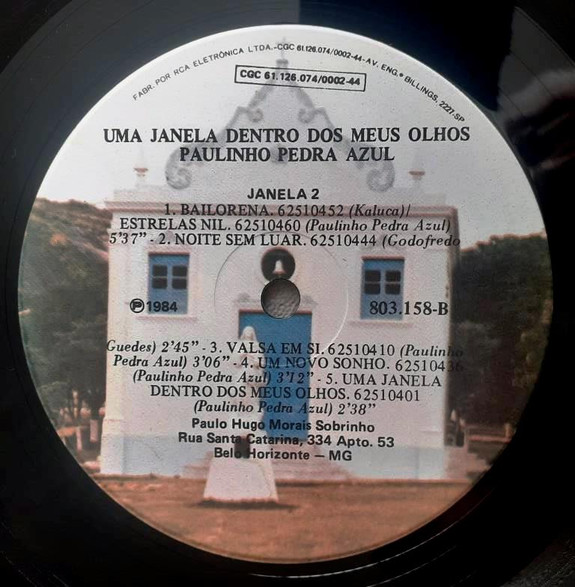 FABR. POR RCA ELETRÔNICA LTDA.-CGC 61.126.074/0002-44-AV. ENG.º BILLINGS, 2227-SP
CGC 61.126.074/0002-44
UMA JANELA DENTRO DOS MEUS OLHOS
PAULINHO PEDRA AZUL
JANELA 2
1. BAILORENA. 62510452 (Kaluca)/
ESTRELAS NIL. 62510460 (Paulinho Pedra Azul)
5'37" - 2. NOITE SEM LUAR. 62510444 (Godofredo
Ⓟ 1984
803.158-B
Guedes) 2'45" - 3. VALSA EM SI. 62510410 (Paulinho
Pedra Azul) 3'06" - 4. UM NOVO SONHO. 62510436
(Paulinho Pedra Azul) 3'12" - 5. UMA JANELA
DENTRO DOS MEUS OLHOS. 62510401
(Paulinho Pedra Azul) 2'38"
Paulo Hugo Morais Sobrinho
Rua Santa Catarina, 334 Apto. 53
Belo Horizonte – MG